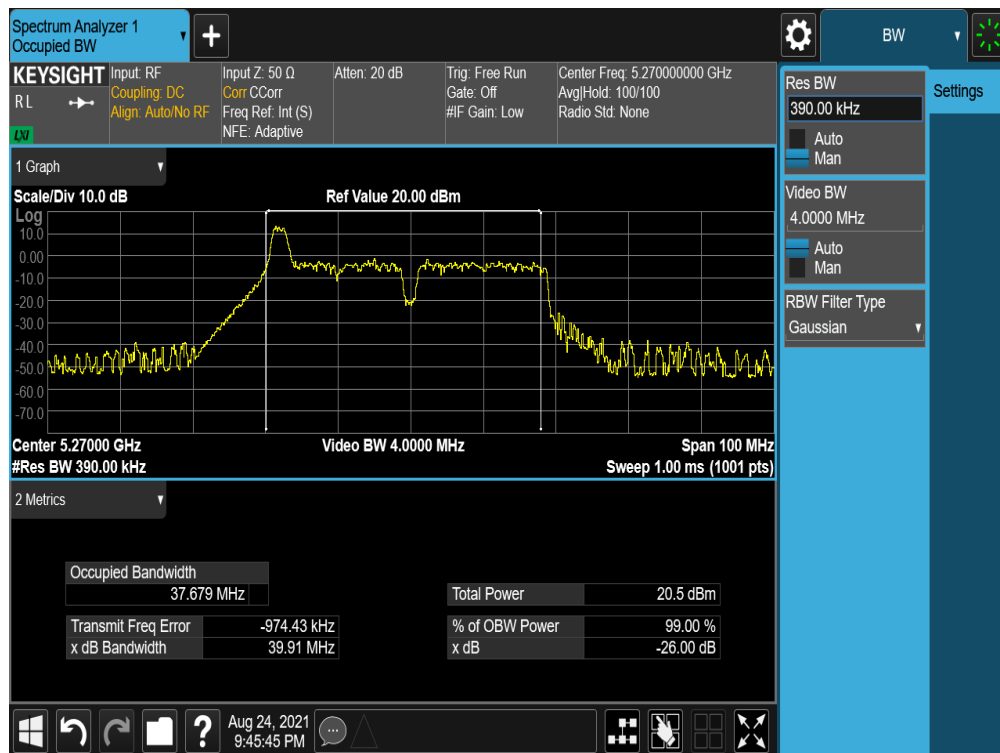 Spectrum Analyzer 1
Occupied BW
BW
KEYSIGHT
R L
LXI
Input: RF
Coupling: DC
Align: Auto/No RF
Input Z: 50 Ω
Corr CCorr
Freq Ref: Int (S)
NFE: Adaptive
Atten: 20 dB
Trig: Free Run
Gate: Off
#IF Gain: Low
Center Freq: 5.270000000 GHz
Avg|Hold: 100/100
Radio Std: None
Res BW
390.00 kHz
Auto
Man
Video BW
4.0000 MHz
Auto
Man
RBW Filter Type
Gaussian
Settings
1 Graph
Scale/Div 10.0 dB
Ref Value 20.00 dBm
Log
10.0
0.00
-10.0
-20.0
-30.0
-40.0
-50.0
-60.0
-70.0
Center 5.27000 GHz
Video BW 4.0000 MHz
Span 100 MHz
#Res BW 390.00 kHz
Sweep 1.00 ms (1001 pts)
2 Metrics
Occupied Bandwidth
37.679 MHz
Total Power 20.5 dBm
Transmit Freq Error -974.43 kHz
% of OBW Power 99.00 %
x dB Bandwidth 39.91 MHz
x dB -26.00 dB
?
Aug 24, 2021
9:45:45 PM